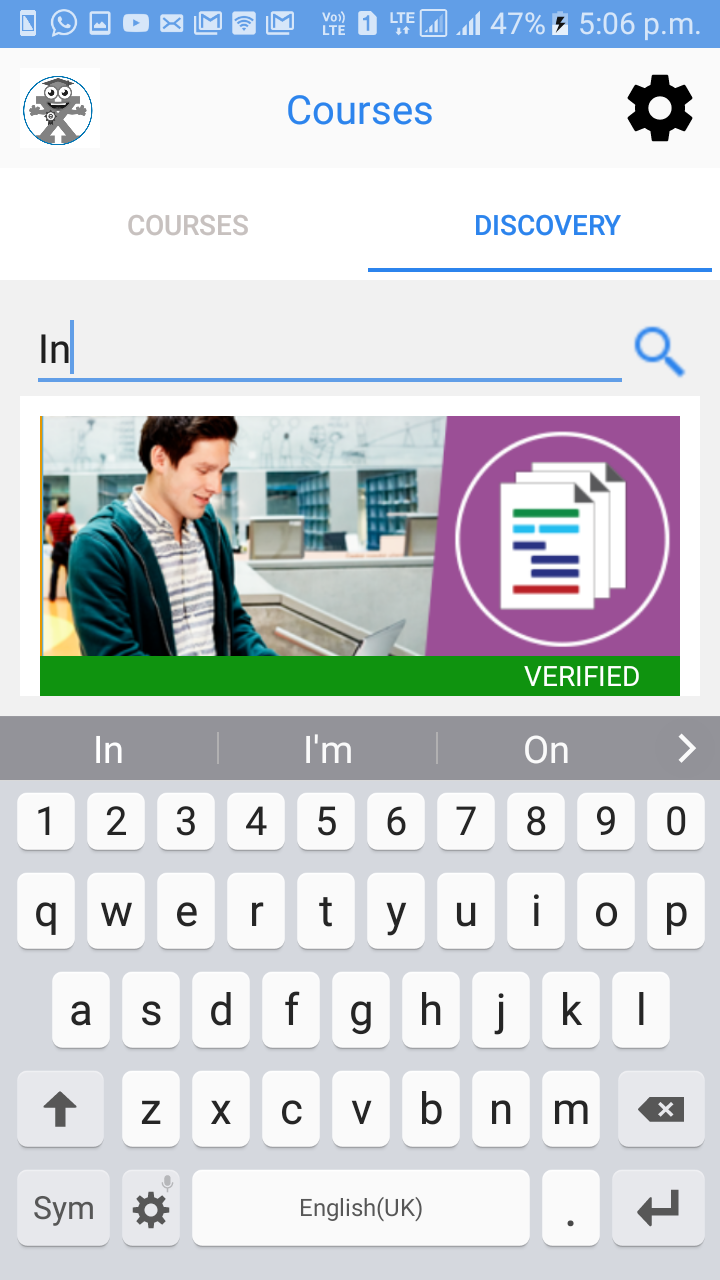 Vo) LTE 1 LTE 47% 5:06 p.m.
Courses
COURSES DISCOVERY
In
VERIFIED
In I'm On
1 2 3 4 5 6 7 8 9 0
q w e r t y u i o p
a s d f g h j k l
z x c v b n m
Sym English(UK) .